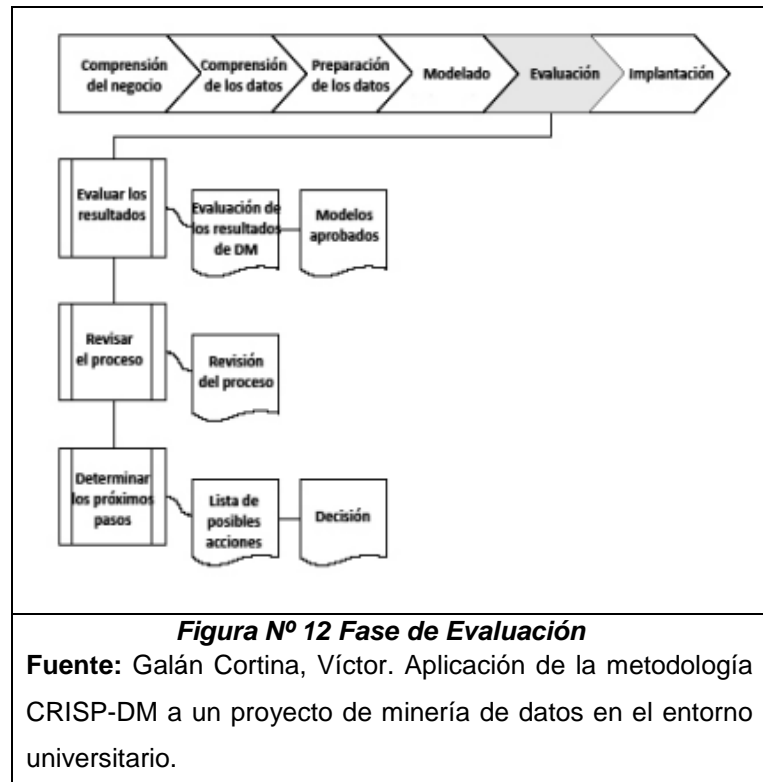 Comprensión
del negocio
Comprensión
de los datos
Preparación
de los datos
Modelado
Evaluación
Implantación
Evaluar los
resultados
Evaluación de
los resultados
de DM
Modelos
aprobados
Revisar
el proceso
Revisión
del proceso
Determinar
los próximos
pasos
Lista de
posibles
acciones
Decisión
Figura Nº 12 Fase de Evaluación
Fuente: Galán Cortina, Víctor. Aplicación de la metodología
CRISP-DM a un proyecto de minería de datos en el entorno
universitario.